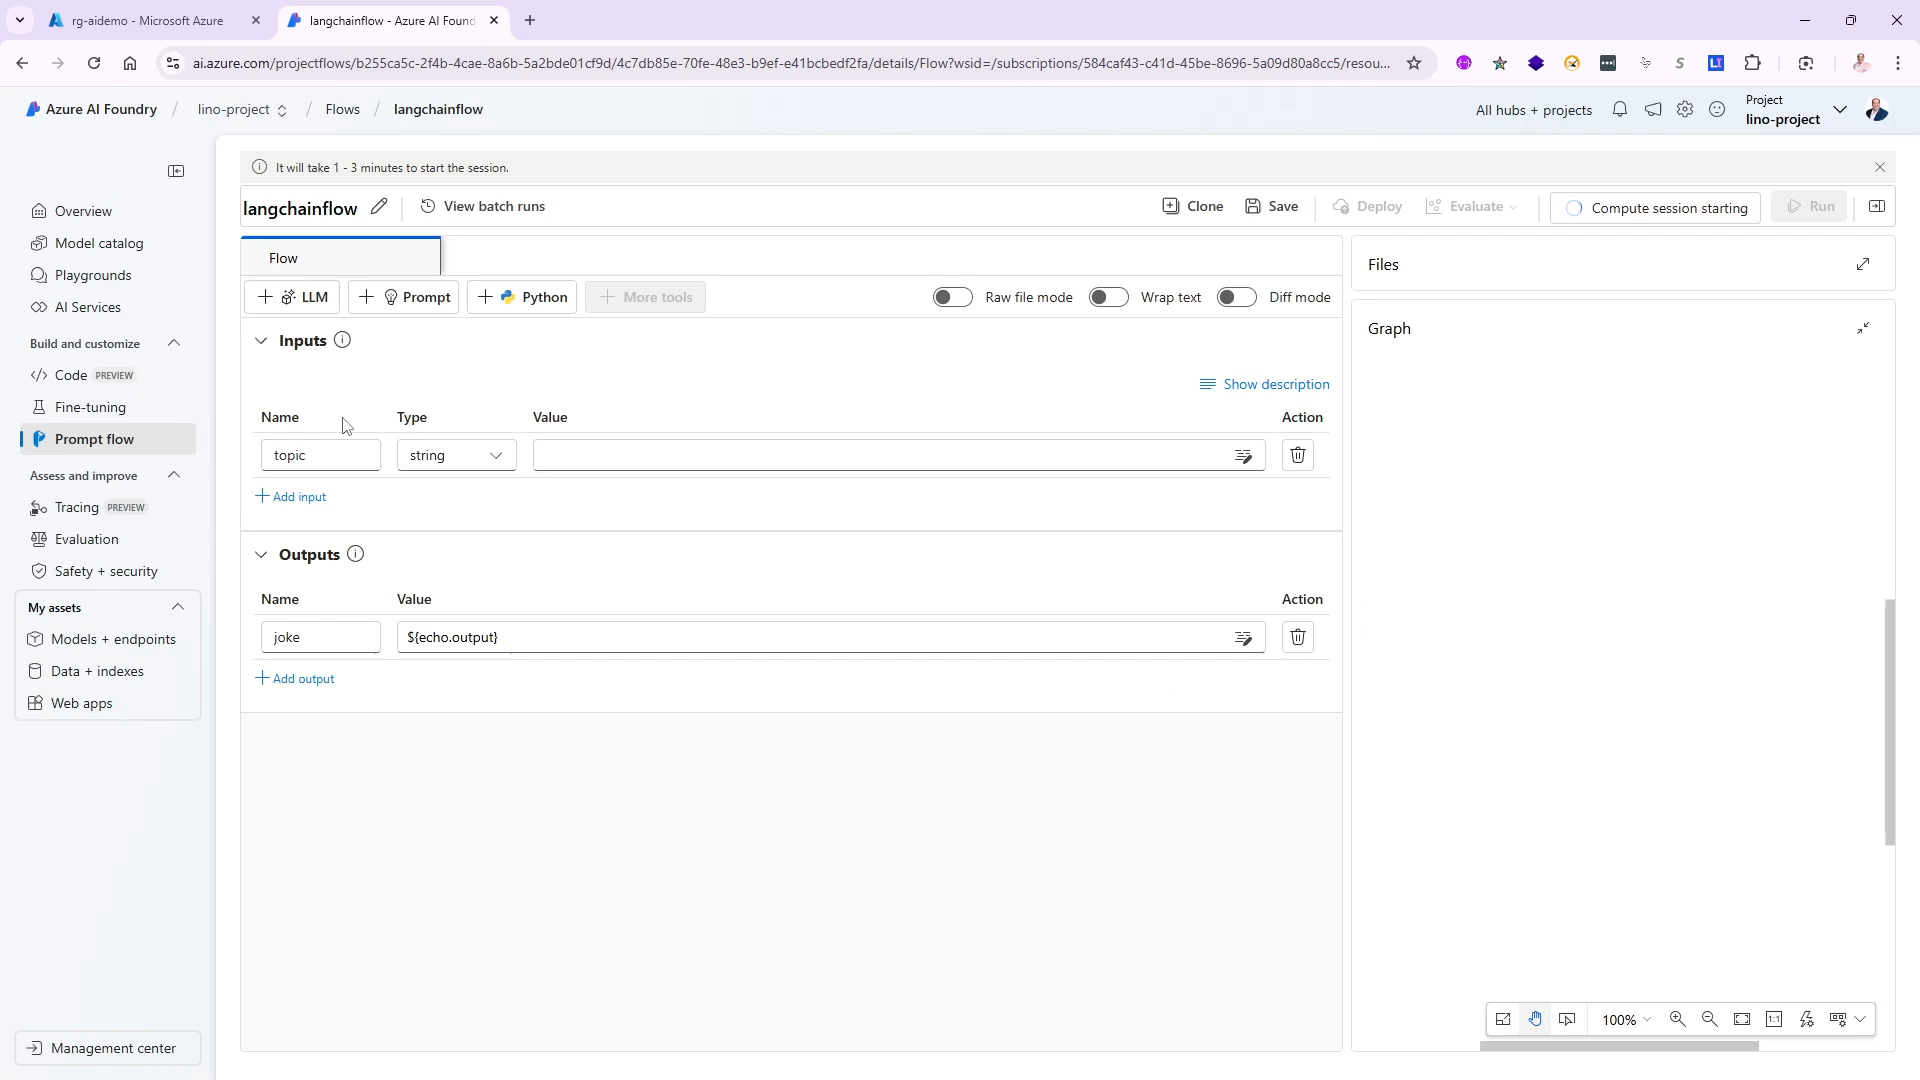 rg-aidemo - Microsoft Azure
langchainflow - Azure AI Found
ai.azure.com/projectflows/b255ca5c-2f4b-4cae-8a6b-5a2bde01cf9d/4c7db85e-70fe-48e3-b9ef-e41bcbedf2fa/details/Flow?wsid=/subscriptions/584caf43-c41d-45be-8696-5a09d80a8cc5/resou...
Azure AI Foundry / lino-project / Flows / langchainflow
All hubs + projects
Project
lino-project
It will take 1 - 3 minutes to start the session.
langchainflow
View batch runs
Clone
Save
Deploy
Evaluate
Compute session starting
Run
Overview
Model catalog
Playgrounds
AI Services
Build and customize
Code PREVIEW
Fine-tuning
Prompt flow
Assess and improve
Tracing PREVIEW
Evaluation
Safety + security
My assets
Models + endpoints
Data + indexes
Web apps
Management center
Flow
LLM
Prompt
Python
More tools
Raw file mode
Wrap text
Diff mode
Inputs
Show description
Name Type Value Action
topic string
Add input
Outputs
Name Value Action
joke ${echo.output}
Add output
Files
Graph
100%
1:1